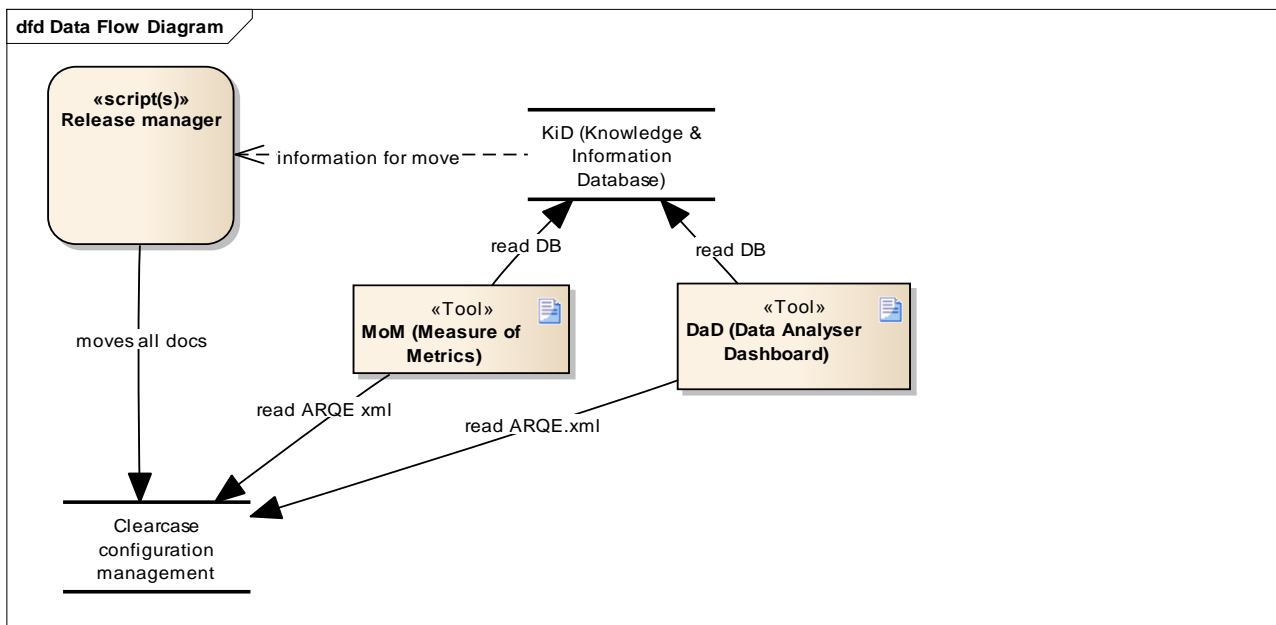 dfd Data Flow Diagram
«script(s)»
Release manager
KiD (Knowledge &
Information
Database)
information for move
read DB
read DB
«Tool»
MoM (Measure of
Metrics)
«Tool»
DaD (Data Analyser
Dashboard)
moves all docs
read ARQE xml
read ARQE.xml
Clearcase
configuration
management